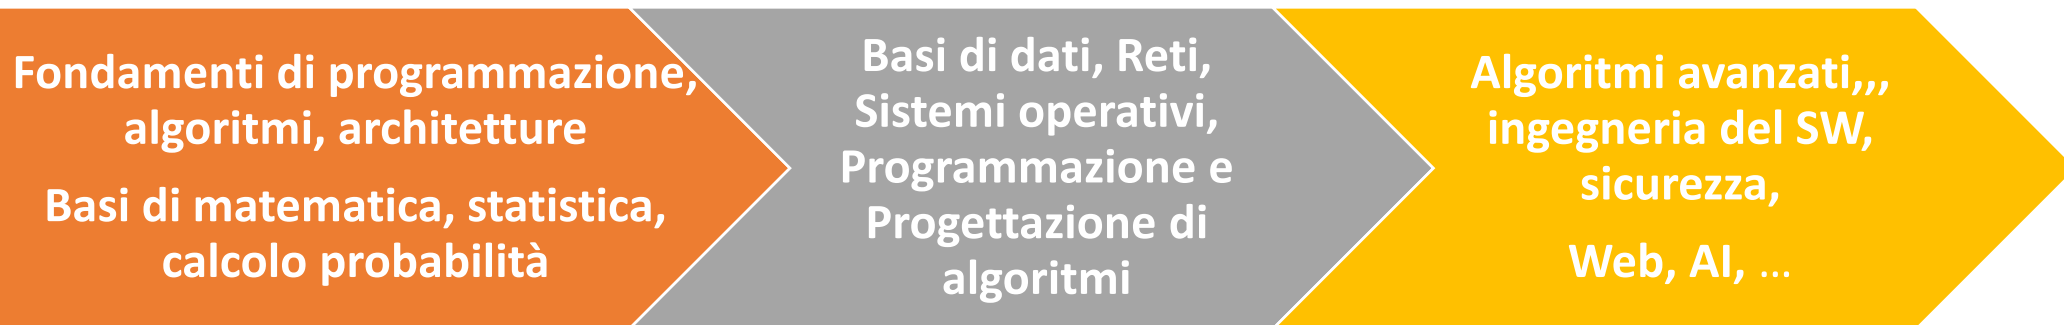 Fondamenti di programmazione,
algoritmi, architetture
Basi di matematica, statistica,
calcolo probabilità
Basi di dati, Reti,
Sistemi operativi,
Programmazione e
Progettazione di
algoritmi
Algoritmi avanzati,,,
ingegneria del SW,
sicurezza,
Web, AI, ...